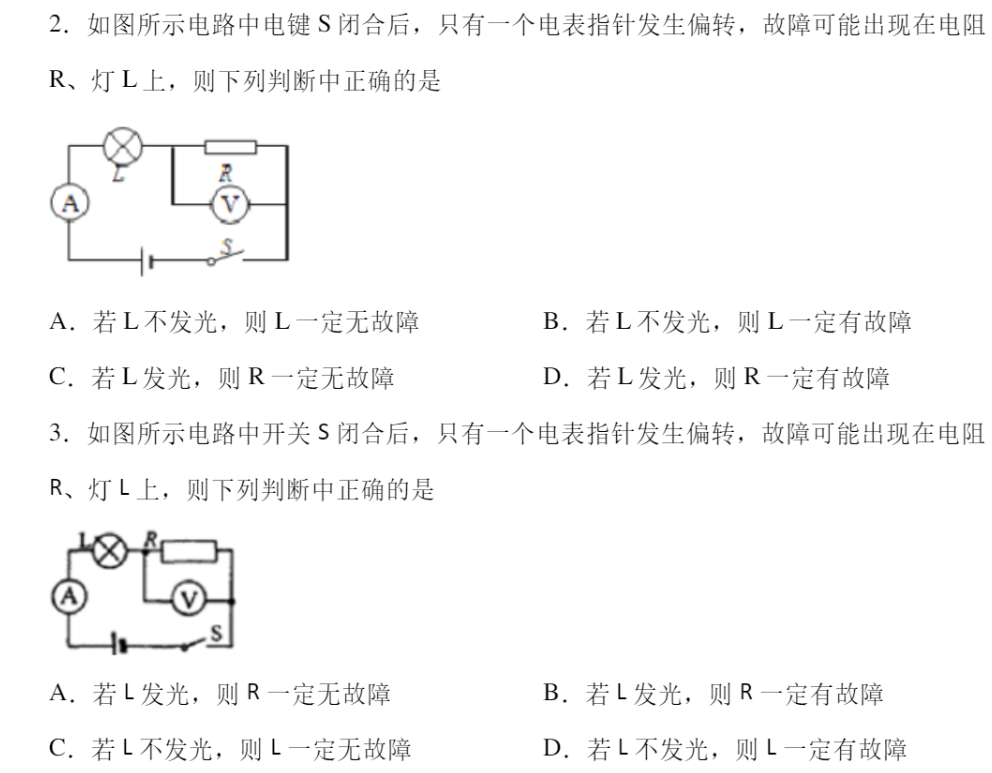 2．如图所示电路中电键 S 闭合后，只有一个电表指针发生偏转，故障可能出现在电阻
R、灯 L 上，则下列判断中正确的是
L
R
A
V
S
A．若 L 不发光，则 L 一定无故障 B．若 L 不发光，则 L 一定有故障
C．若 L 发光，则 R 一定无故障 D．若 L 发光，则 R 一定有故障
3．如图所示电路中开关 S 闭合后，只有一个电表指针发生偏转，故障可能出现在电阻
R、灯 L 上，则下列判断中正确的是
L R
A
V
S
A．若 L 发光，则 R 一定无故障 B．若 L 发光，则 R 一定有故障
C．若 L 不发光，则 L 一定无故障 D．若 L 不发光，则 L 一定有故障